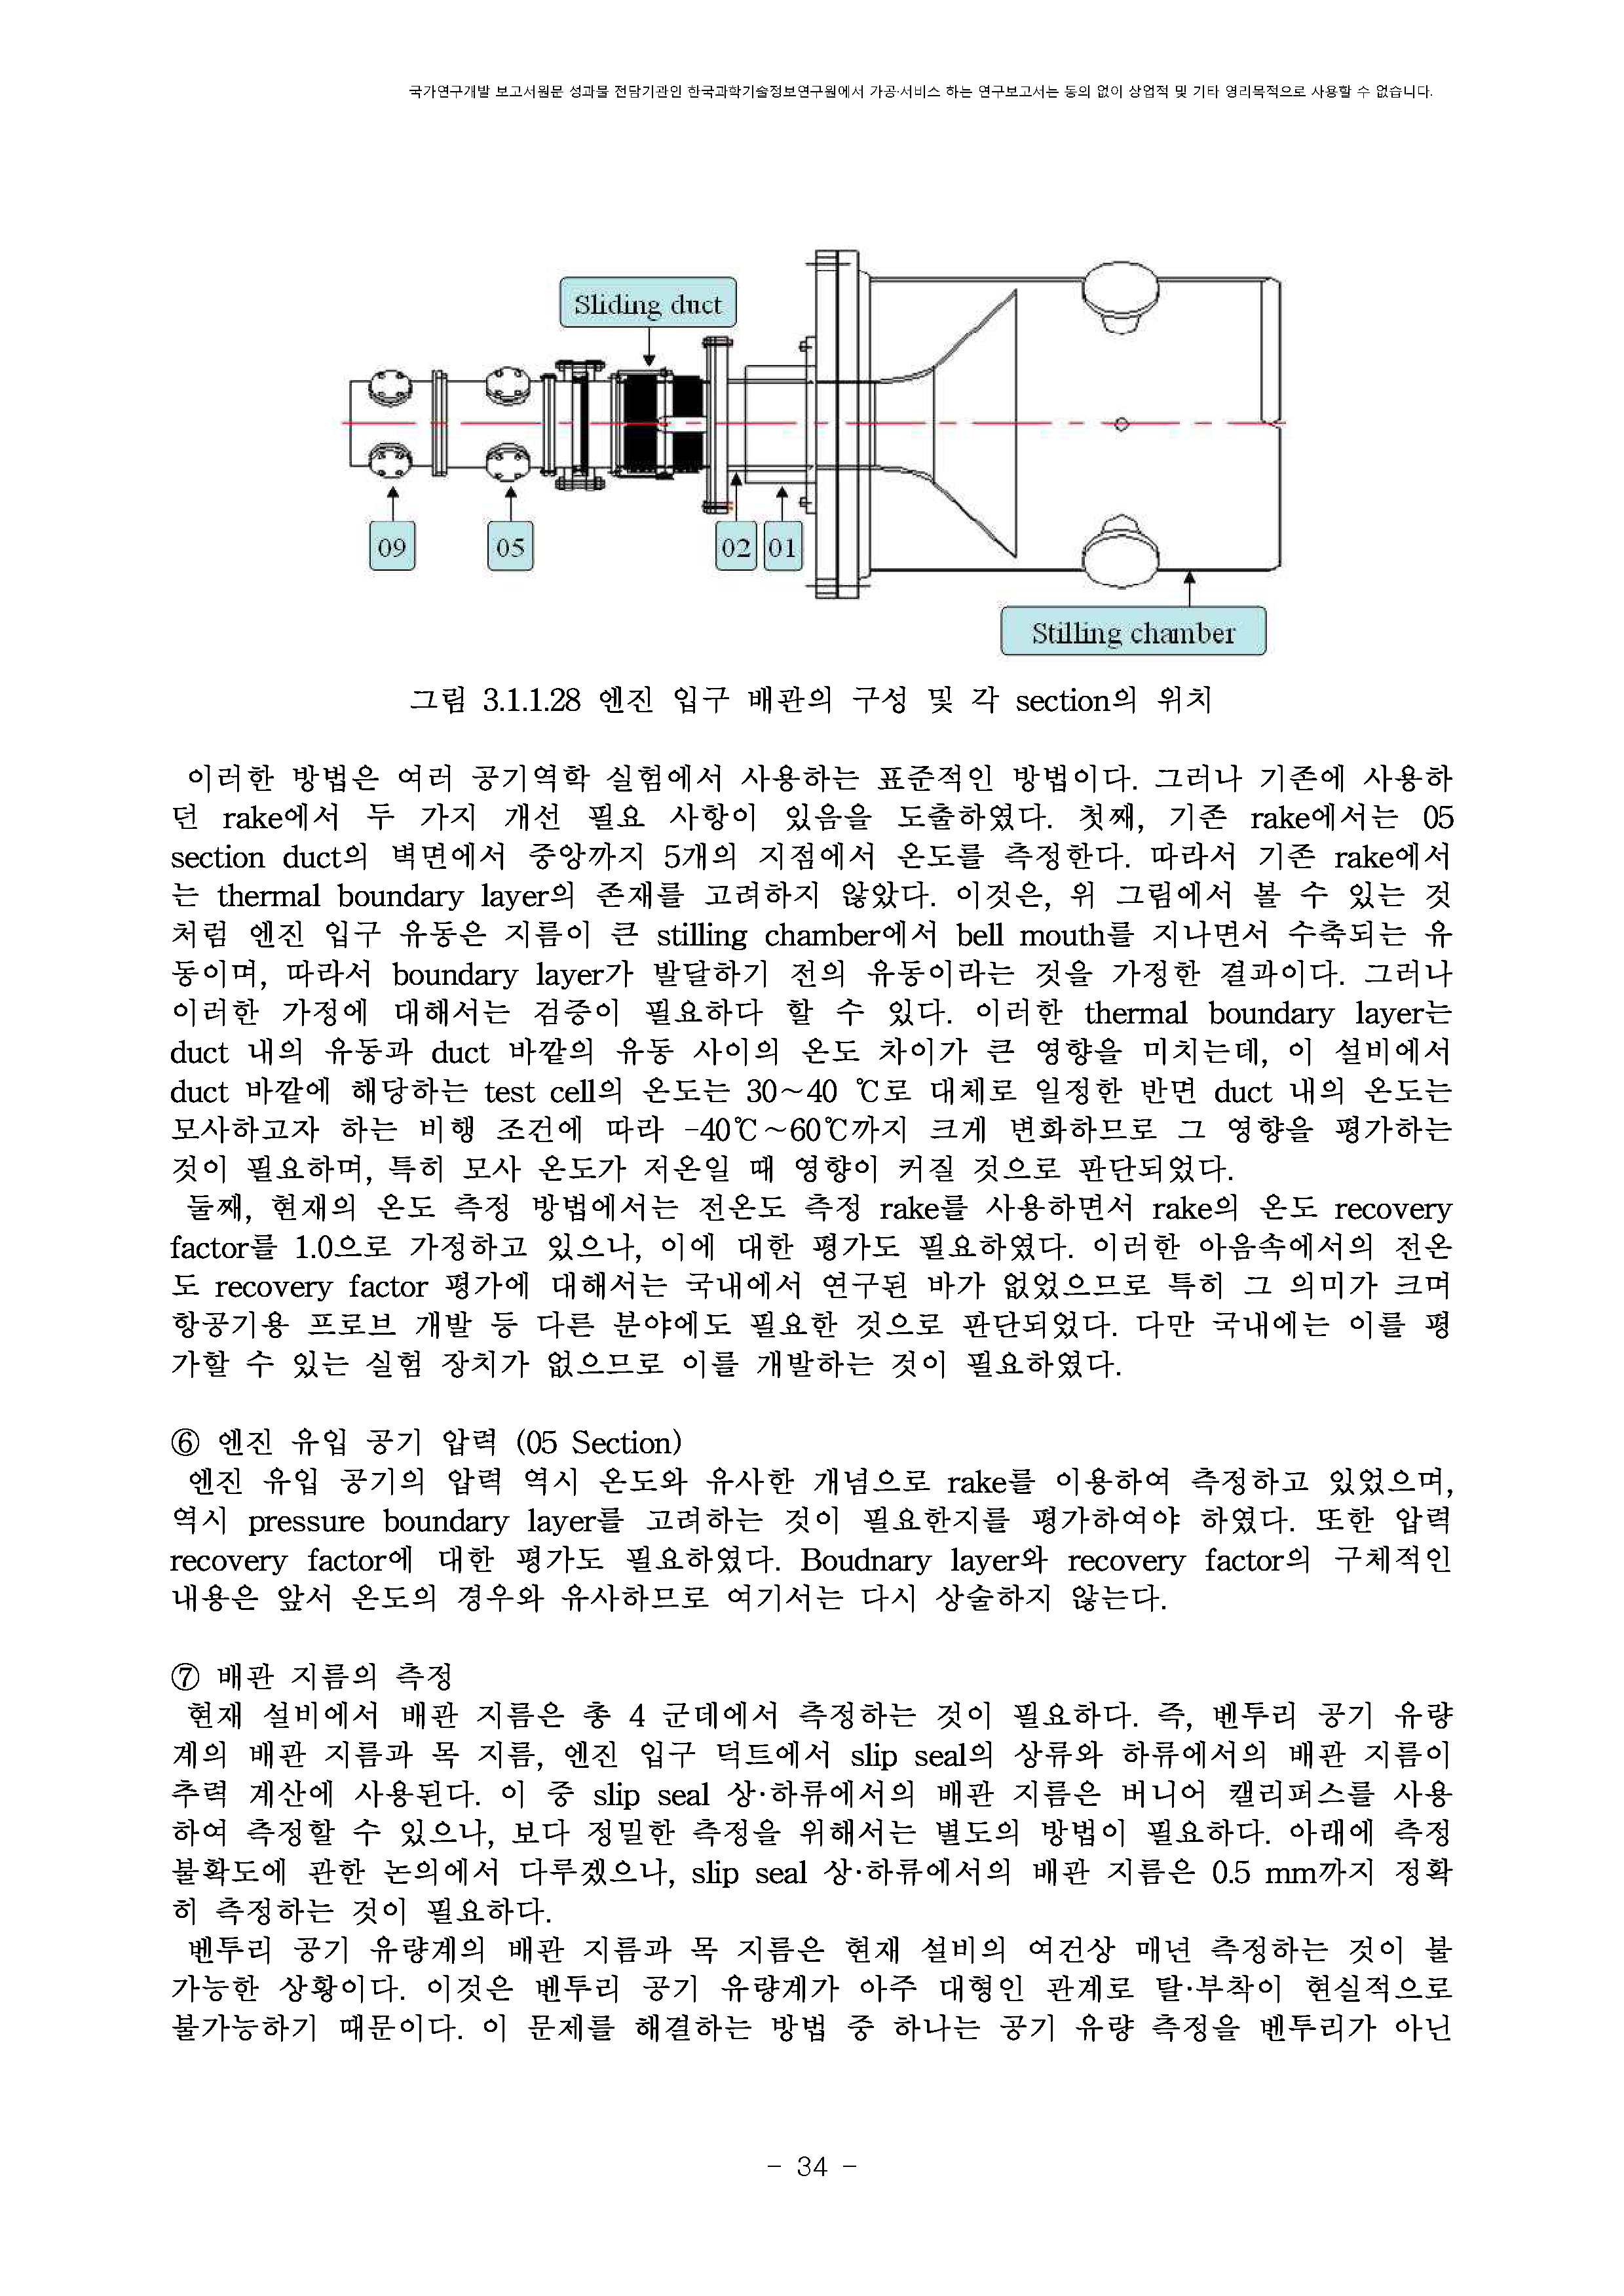 국가연구개발 보고서원문 성과물 전담기관인 한국과학기술정보연구원에서 가공·서비스 하는 연구보고서는 동의 없이 상업적 및 기타 영리목적으로 사용할 수 없습니다.
Sliding duct
09
05
02
01
Stilling chamber
그림 3.1.1.28 엔진 입구 배관의 구성 및 각 section의 위치
이러한 방법은 여러 공기역학 실험에서 사용하는 표준적인 방법이다. 그러나 기존에 사용하
던 rake에서 두 가지 개선 필요 사항이 있음을 도출하였다. 첫째, 기존 rake에서는 05
section duct의 벽면에서 중앙까지 5개의 지점에서 온도를 측정한다. 따라서 기존 rake에서
는 thermal boundary layer의 존재를 고려하지 않았다. 이것은, 위 그림에서 볼 수 있는 것
처럼 엔진 입구 유동은 지름이 큰 stilling chamber에서 bell mouth를 지나면서 수축되는 유
동이며, 따라서 boundary layer가 발달하기 전의 유동이라는 것을 가정한 결과이다. 그러나
이러한 가정에 대해서는 검증이 필요하다 할 수 있다. 이러한 thermal boundary layer는
duct 내의 유동과 duct 바깥의 유동 사이의 온도 차이가 큰 영향을 미치는데, 이 설비에서
duct 바깥에 해당하는 test cell의 온도는 30~40 ℃로 대체로 일정한 반면 duct 내의 온도는
모사하고자 하는 비행 조건에 따라 -40℃~60℃까지 크게 변화하므로 그 영향을 평가하는
것이 필요하며, 특히 모사 온도가 저온일 때 영향이 커질 것으로 판단되었다.
둘째, 현재의 온도 측정 방법에서는 전온도 측정 rake를 사용하면서 rake의 온도 recovery
factor를 1.0으로 가정하고 있으나, 이에 대한 평가도 필요하였다. 이러한 아음속에서의 전온
도 recovery factor 평가에 대해서는 국내에서 연구된 바가 없었으므로 특히 그 의미가 크며
항공기용 프로브 개발 등 다른 분야에도 필요한 것으로 판단되었다. 다만 국내에는 이를 평
가할 수 있는 실험 장치가 없으므로 이를 개발하는 것이 필요하였다.
⑥ 엔진 유입 공기 압력 (05 Section)
엔진 유입 공기의 압력 역시 온도와 유사한 개념으로 rake를 이용하여 측정하고 있었으며,
역시 pressure boundary layer를 고려하는 것이 필요한지를 평가하여야 하였다. 또한 압력
recovery factor에 대한 평가도 필요하였다. Boudnary layer와 recovery factor의 구체적인
내용은 앞서 온도의 경우와 유사하므로 여기서는 다시 상술하지 않는다.
⑦ 배관 지름의 측정
현재 설비에서 배관 지름은 총 4 군데에서 측정하는 것이 필요하다. 즉, 벤투리 공기 유량
계의 배관 지름과 목 지름, 엔진 입구 덕트에서 slip seal의 상류와 하류에서의 배관 지름이
추력 계산에 사용된다. 이 중 slip seal 상·하류에서의 배관 지름은 버니어 캘리퍼스를 사용
하여 측정할 수 있으나, 보다 정밀한 측정을 위해서는 별도의 방법이 필요하다. 아래에 측정
불확도에 관한 논의에서 다루겠으나, slip seal 상·하류에서의 배관 지름은 0.5 mm까지 정확
히 측정하는 것이 필요하다.
벤투리 공기 유량계의 배관 지름과 목 지름은 현재 설비의 여건상 매년 측정하는 것이 불
가능한 상황이다. 이것은 벤투리 공기 유량계가 아주 대형인 관계로 탈·부착이 현실적으로
불가능하기 때문이다. 이 문제를 해결하는 방법 중 하나는 공기 유량 측정을 벤투리가 아닌
- 34 -